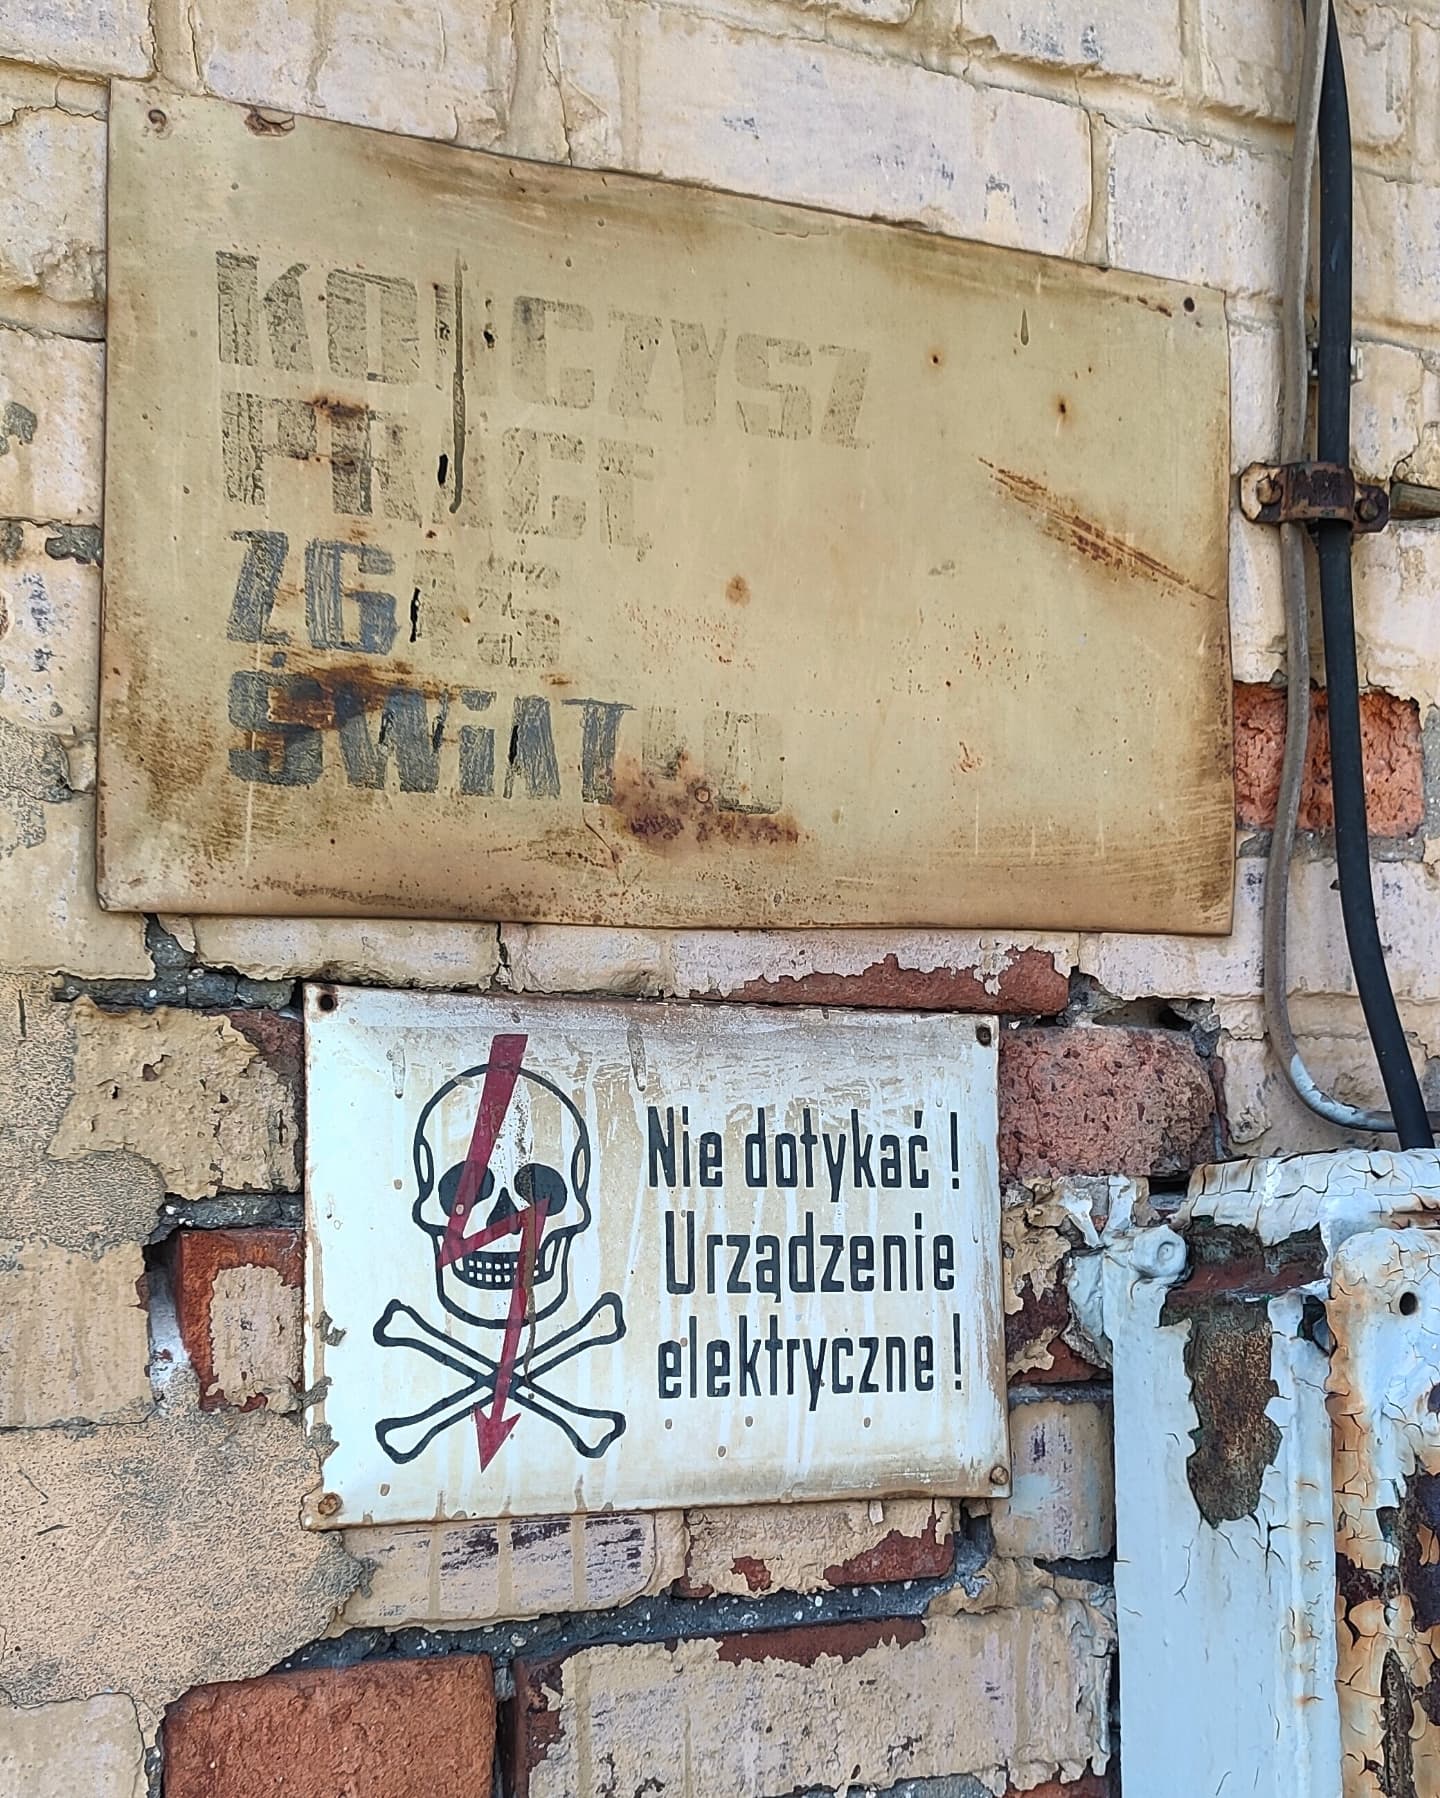 KOŃCZYSZ
PRACĘ
ZGAŚ
ŚWiATŁO
Nie dotykać !
Urządzenie
elektryczne !